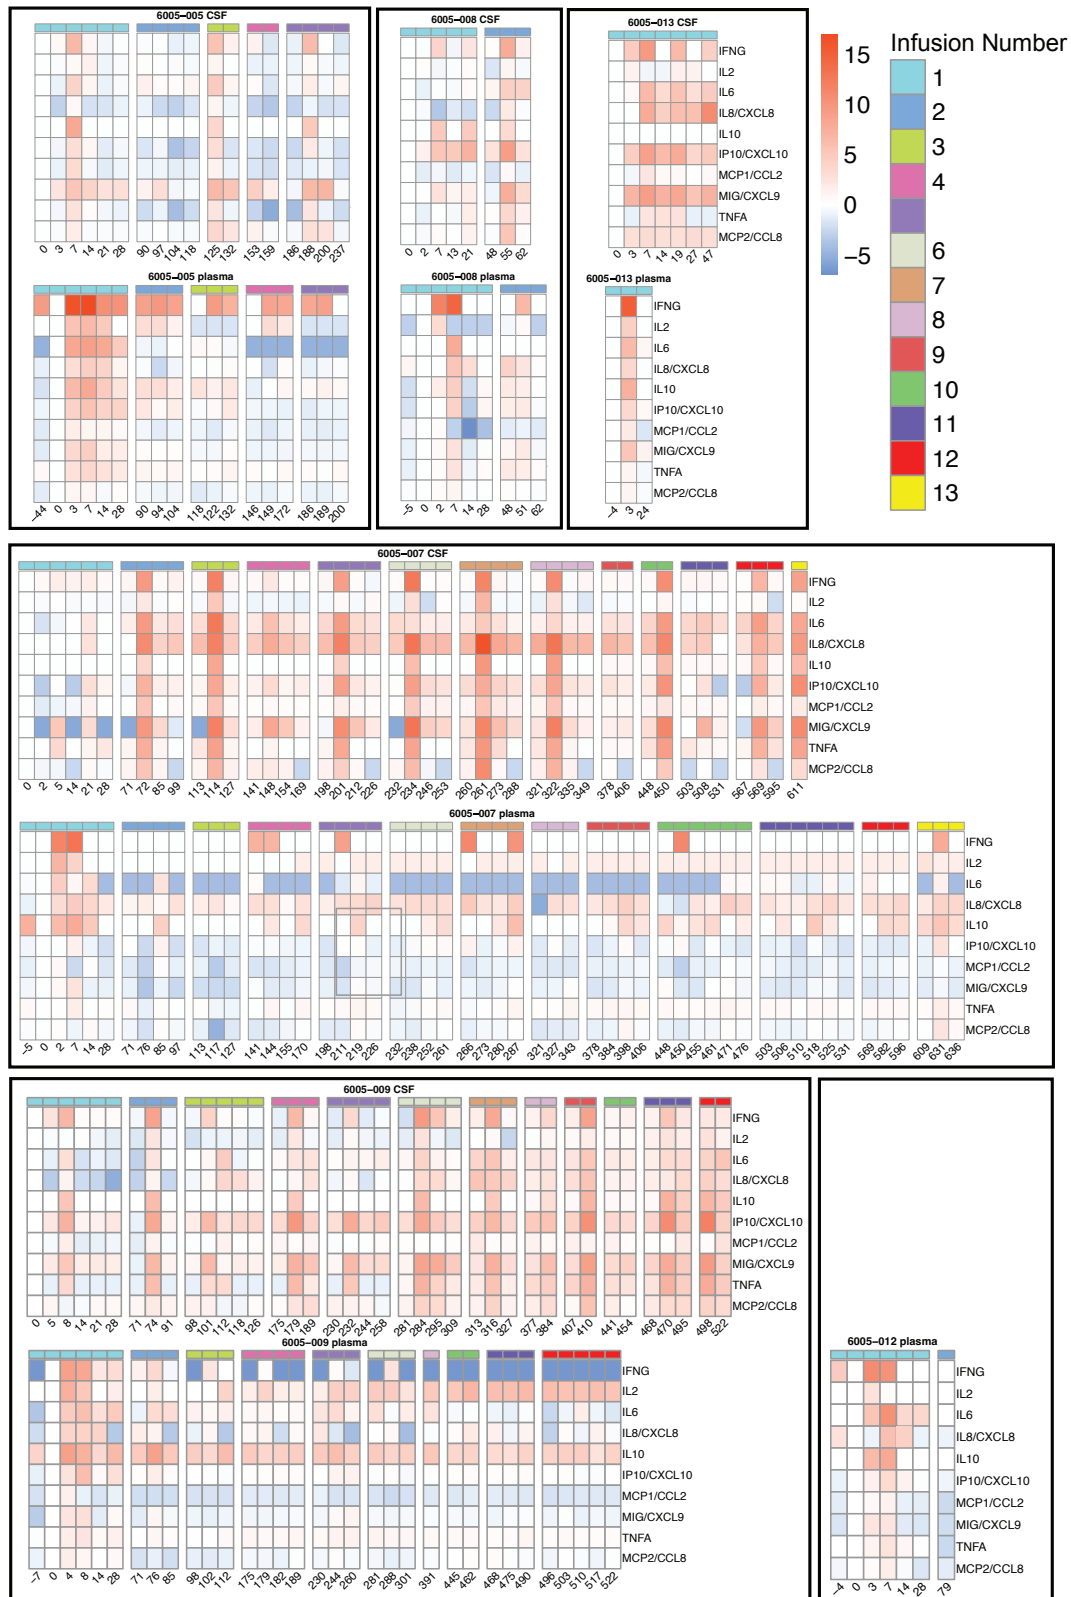 6005–005 CSF
0 3 7 14 21 28 90 97 104 118 125 132 153 159 186 188 200 237
6005–005 plasma
−44 0 3 7 14 28 90 94 104 118 122 132 146 149 172 186 189 200
6005–008 CSF
0 2 7 13 21 48 55 62
6005–008 plasma
−5 0 2 7 14 28 48 51 62
6005–013 CSF
IFNG
IL2
IL6
IL8/CXCL8
IL10
IP10/CXCL10
MCP1/CCL2
MIG/CXCL9
TNFA
MCP2/CCL8
0 3 7 14 19 27 47
6005–013 plasma
IFNG
IL2
IL6
IL8/CXCL8
IL10
IP10/CXCL10
MCP1/CCL2
MIG/CXCL9
TNFA
MCP2/CCL8
−4 3 24
15
10
5
0
−5
Infusion Number
1
2
3
4
6
7
8
9
10
11
12
13
6005–007 CSF
IFNG
IL2
IL6
IL8/CXCL8
IL10
IP10/CXCL10
MCP1/CCL2
MIG/CXCL9
TNFA
MCP2/CCL8
0 2 5 14 21 28 71 72 85 99 113 114 127 141 148 154 169 198 201 212 226 232 234 246 253 260 261 273 288 321 322 335 349 378 406 448 450 503 508 531 567 569 595 611
6005–007 plasma
IFNG
IL2
IL6
IL8/CXCL8
IL10
IP10/CXCL10
MCP1/CCL2
MIG/CXCL9
TNFA
MCP2/CCL8
−5 0 2 7 14 28 71 76 85 97 113 117 127 141 144 155 170 198 211 219 226 232 238 252 261 266 273 280 287 321 327 343 378 384 398 406 448 450 455 461 471 476 503 506 510 518 525 531 569 582 596 609 631 636
6005–009 CSF
IFNG
IL2
IL6
IL8/CXCL8
IL10
IP10/CXCL10
MCP1/CCL2
MIG/CXCL9
TNFA
MCP2/CCL8
0 5 8 14 21 28 71 74 91 98 101 112 118 126 175 179 189 230 232 244 258 281 284 295 309 313 316 327 377 384 407 410 441 454 468 470 495 498 522
6005–009 plasma
IFNG
IL2
IL6
IL8/CXCL8
IL10
IP10/CXCL10
MCP1/CCL2
MIG/CXCL9
TNFA
MCP2/CCL8
−7 0 4 8 14 28 71 76 85 98 102 112 175 179 182 189 230 244 260 281 288 301 391 445 462 468 475 490 496 503 510 517 522
6005–012 plasma
IFNG
IL2
IL6
IL8/CXCL8
IL10
IP10/CXCL10
MCP1/CCL2
MIG/CXCL9
TNFA
MCP2/CCL8
−4 0 3 7 14 28 79